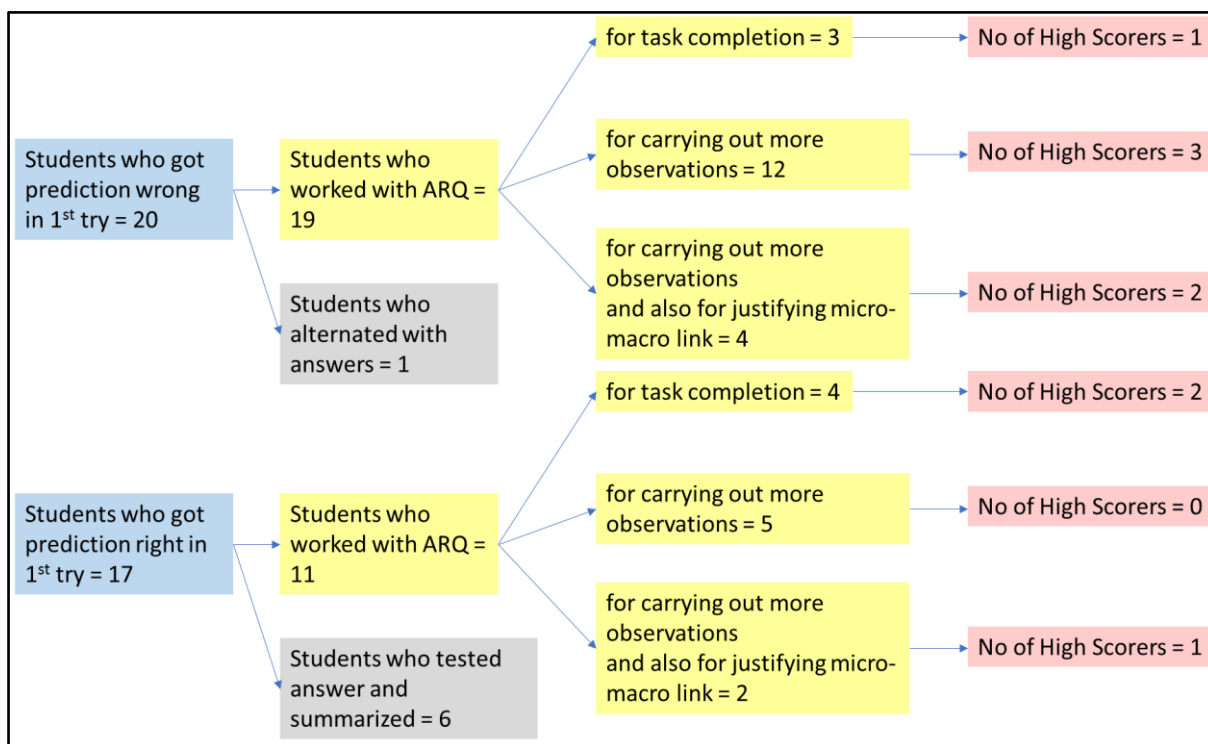 for task completion = 3
No of High Scorers = 1
Students who got
prediction wrong
in 1st try = 20
Students who
worked with ARQ =
19
for carrying out more
observations = 12
No of High Scorers = 3
Students who
alternated with
answers = 1
for carrying out more
observations
and also for justifying micro-
macro link = 4
No of High Scorers = 2
for task completion = 4
No of High Scorers = 2
Students who got
prediction right in
1st try = 17
Students who
worked with ARQ =
11
for carrying out more
observations = 5
No of High Scorers = 0
Students who tested
answer and
summarized = 6
for carrying out more
observations
and also for justifying micro-
macro link = 2
No of High Scorers = 1